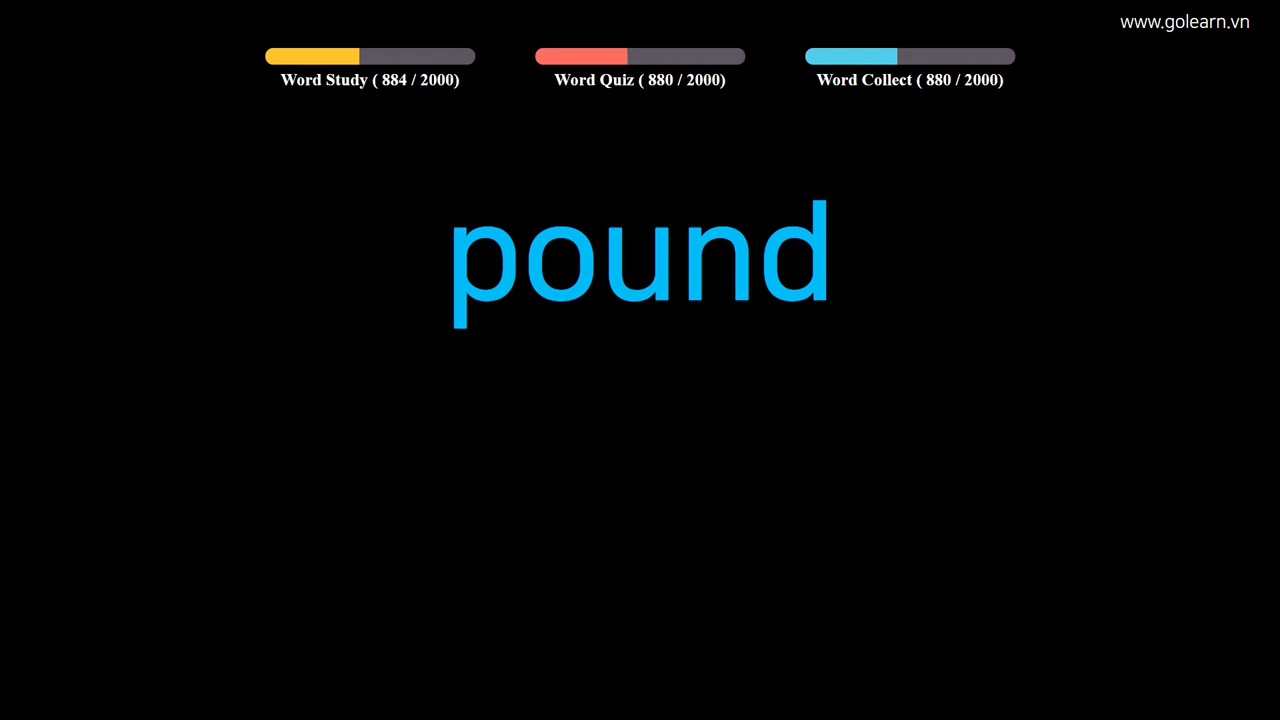 www.golearn.vn
Word Study ( 884 / 2000)
Word Quiz ( 880 / 2000)
Word Collect ( 880 / 2000)
pound